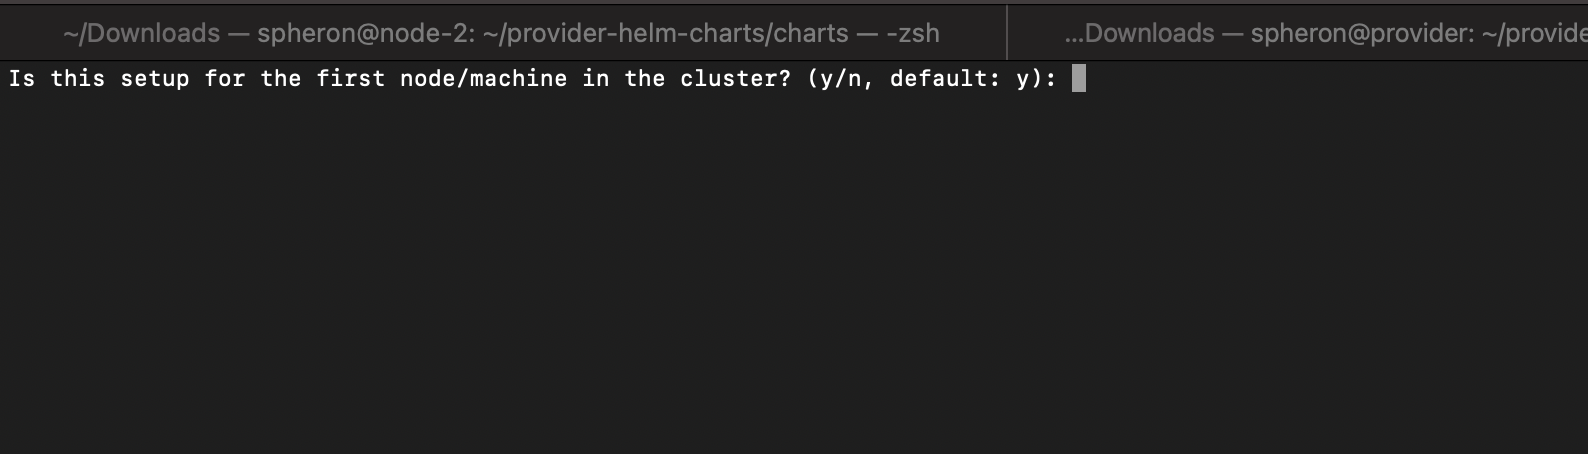 ~/Downloads — spheron@node-2: ~/provider-helm-charts/charts — -zsh
...Downloads — spheron@provider: ~/provide
Is this setup for the first node/machine in the cluster? (y/n, default: y):